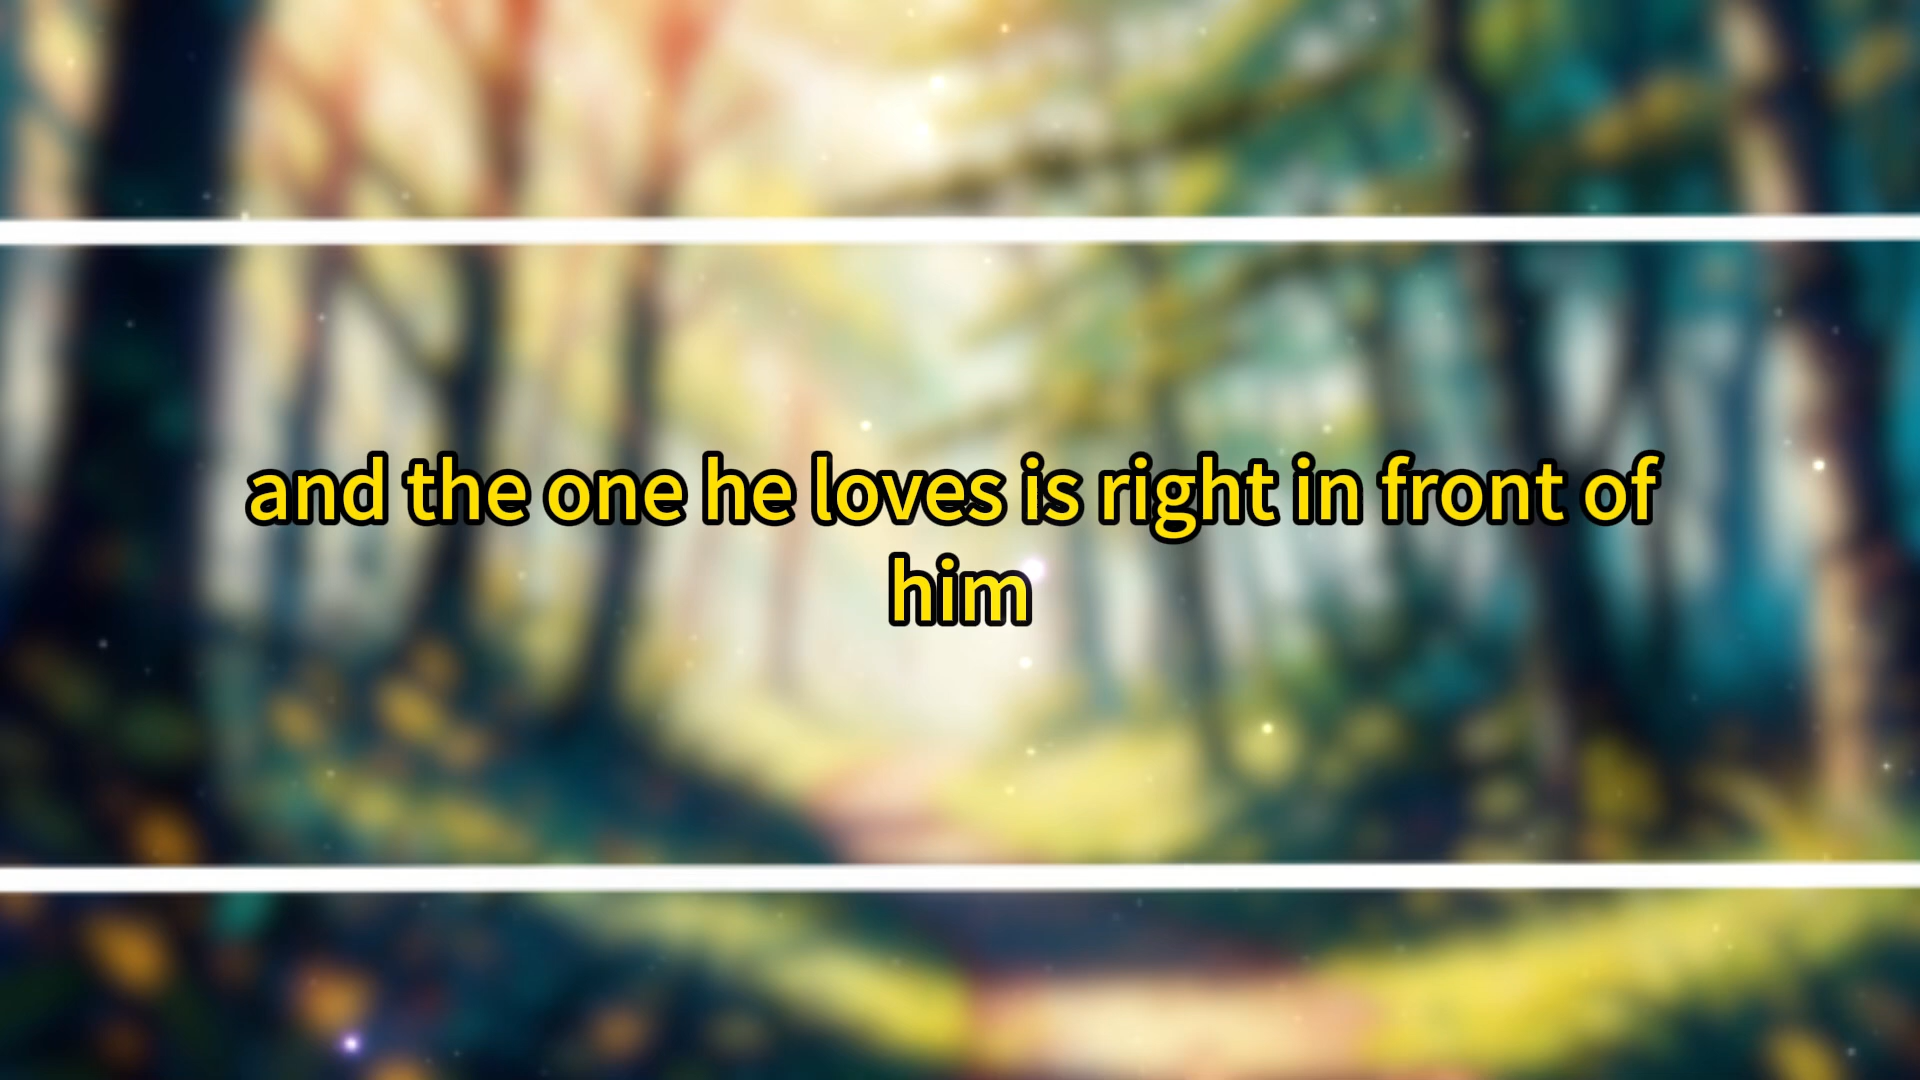 and the one he loves is right in front of
him